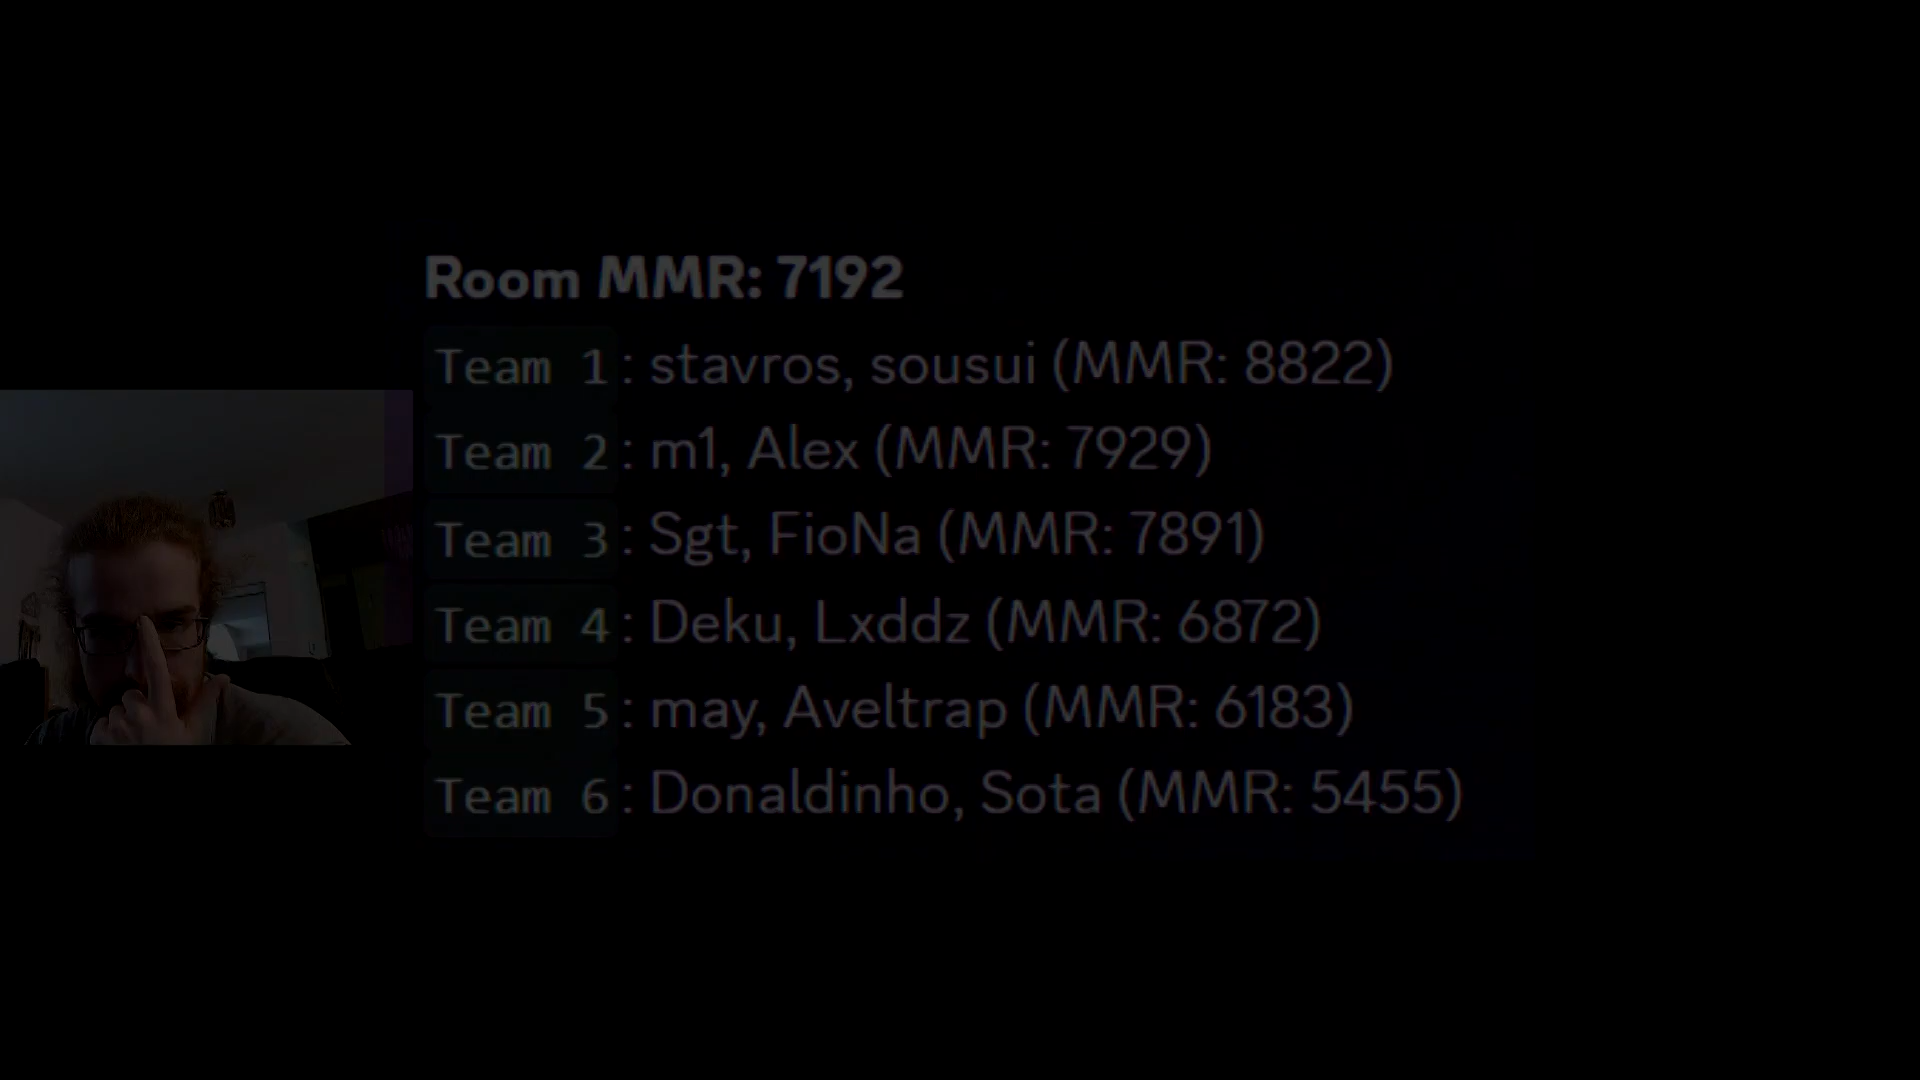 Room MMR: 7192
Team 1: stavros, sousui (MMR: 8822)
Team 2: m1, Alex (MMR: 7929)
Team 3: Sgt, FioNa (MMR: 7891)
Team 4: Deku, Lxddz (MMR: 6872)
Team 5: may, Aveltrap (MMR: 6183)
Team 6: Donaldinho, Sota (MMR: 5455)